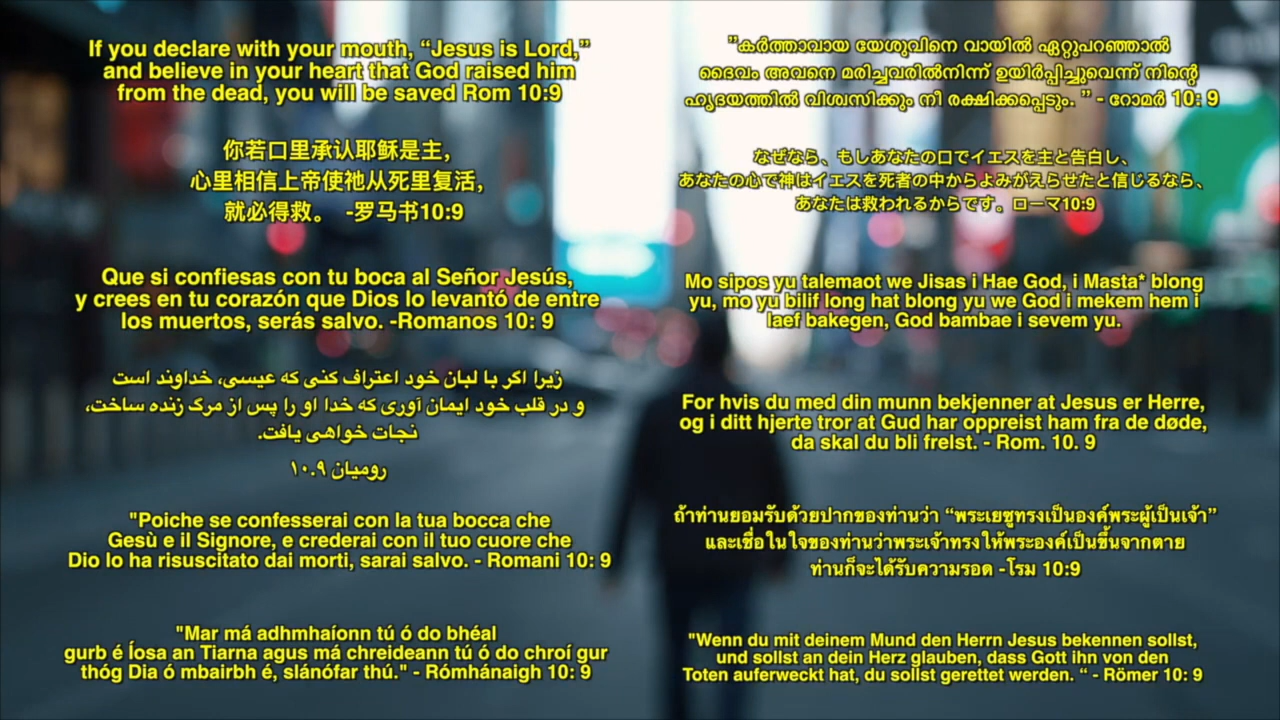 If you declare with your mouth, “Jesus is Lord,”
and believe in your heart that God raised him
from the dead, you will be saved Rom 10:9
你若口里承认耶稣是主，
心里相信上帝使祂从死里复活，
就必得救。 -罗马书10:9
Que si confiesas con tu boca al Señor Jesús,
y crees en tu corazón que Dios lo levantó de entre
los muertos, serás salvo. -Romanos 10: 9
زیرا اگر با لبان خود اعتراف کنی که عیسی، خداوند است
و در قلب خود ایمان آوری که خدا او را پس از مرگ زنده ساخت،
نجات خواهی یافت.
رومیان ۱۰.۹
"Poiche se confesserai con la tua bocca che
Gesù e il Signore, e crederai con il tuo cuore che
Dio lo ha risuscitato dai morti, sarai salvo. - Romani 10: 9
"Mar má adhmhaíonn tú ó do bhéal
gurb é Íosa an Tiarna agus má chreideann tú ó do chroí gur
thóg Dia ó mbairbh é, slánófar thú." - Rómhánaigh 10: 9
”കർത്താവായ യേശുവിനെ വായിൽ ഏറ്റുപറഞ്ഞാൽ
ദൈവം അവനെ മരിച്ചവരിൽനിന്ന് ഉയിർപ്പിച്ചുവെന്ന് നിന്റെ
ഹൃദയത്തിൽ വിശ്വസിക്കും നീ രക്ഷിക്കപ്പെടും. ” - റോമർ 10: 9
なぜなら、もしあなたの口でイエスを主と告白し、
あなたの心で神はイエスを死者の中からよみがえらせたと信じるなら、
あなたは救われるからです。ローマ10:9
Mo sipos yu talemaot we Jisas i Hae God, i Masta* blong
yu, mo yu bilif long hat blong yu we God i mekem hem i
laef bakegen, God bambae i sevem yu.
For hvis du med din munn bekjenner at Jesus er Herre,
og i ditt hjerte tror at Gud har oppreist ham fra de døde,
da skal du bli frelst. - Rom. 10. 9
ถ้าท่านยอมรับด้วยปากของท่านว่า “พระเยซูทรงเป็นองค์พระผู้เป็นเจ้า”
และเชื่อในใจของท่านว่าพระเจ้าทรงให้พระองค์เป็นขึ้นจากตาย
ท่านก็จะได้รับความรอด -โรม 10:9
"Wenn du mit deinem Mund den Herrn Jesus bekennen sollst,
und sollst an dein Herz glauben, dass Gott ihn von den
Toten auferweckt hat, du sollst gerettet werden. “ - Römer 10: 9